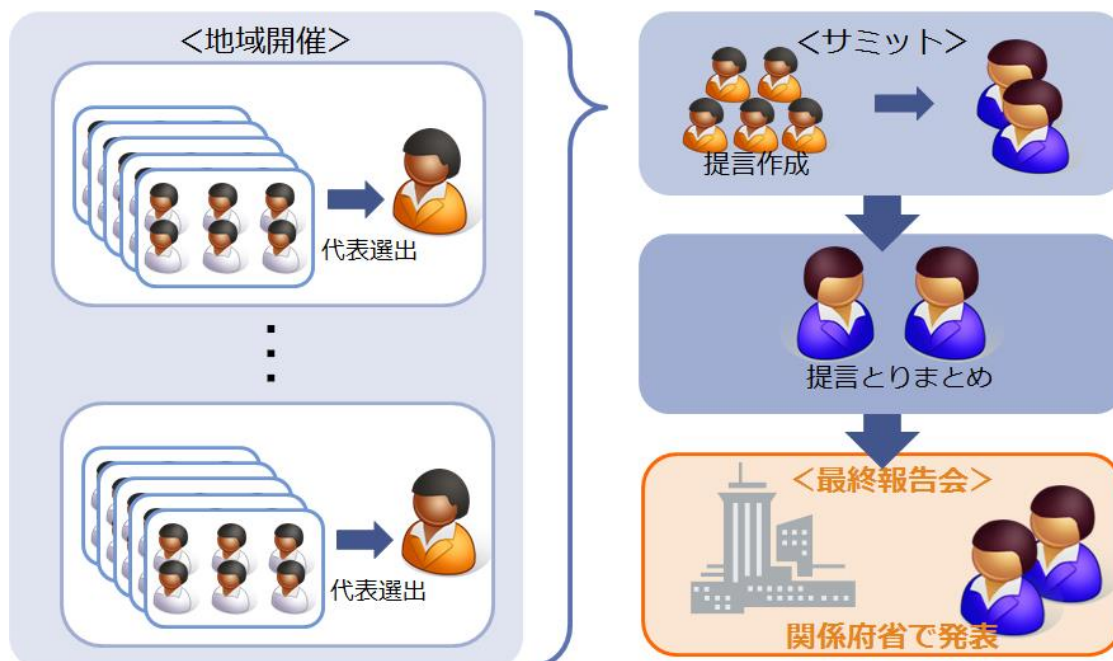 <地域開催>
代表選出
代表選出
<サミット>
提言作成
提言とりまとめ
<最終報告会>
関係府省で発表